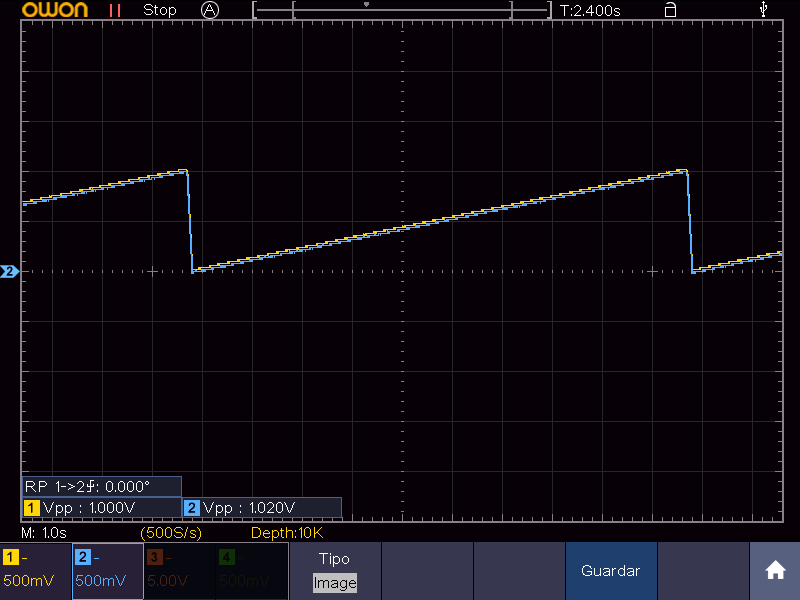 OWON Stop A T:2.400s
2
RP 1->2: 0.000°
1 Vpp : 1.000V 2 Vpp : 1.020V
M: 1.0s (500S/s) Depth:10K
1 - 2 - 3 - 4 - Tipo
500mV 500mV 5.00V 500mV Image
Guardar